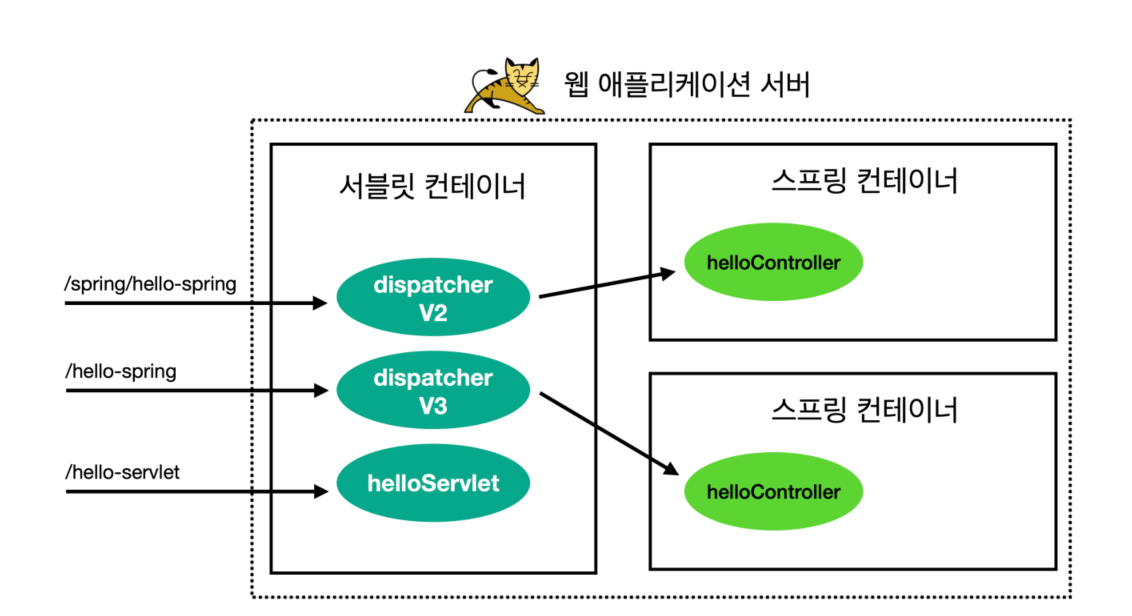 웹 애플리케이션 서버
서블릿 컨테이너
스프링 컨테이너
/spring/hello-spring
dispatcher
V2
helloController
/hello-spring
dispatcher
V3
스프링 컨테이너
/hello-servlet
helloServlet
helloController